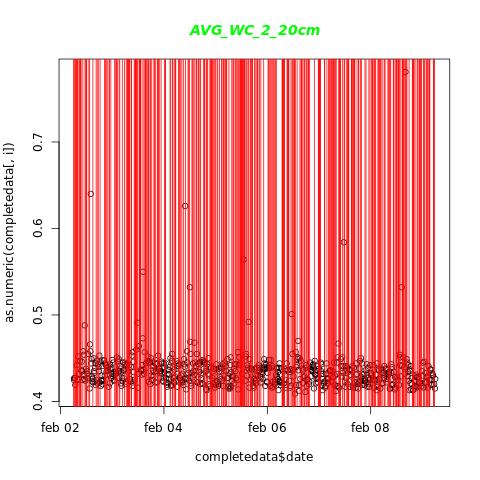 AVG_WC_2_20cm
as.numeric(completedata[, i])
0.7
0.6
0.5
0.4
feb 02
feb 04
feb 06
feb 08
completedata$date